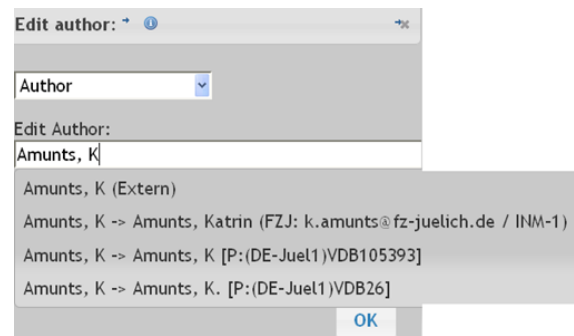 Edit author:
Author
Edit Author:
Amunts, K
Amunts, K (Extern)
Amunts, K -> Amunts, Katrin (FZJ: k.amunts@fz-juelich.de / INM-1)
Amunts, K -> Amunts, K [P:(DE-Juel1)VDB105393]
Amunts, K -> Amunts, K. [P:(DE-Juel1)VDB26]
OK